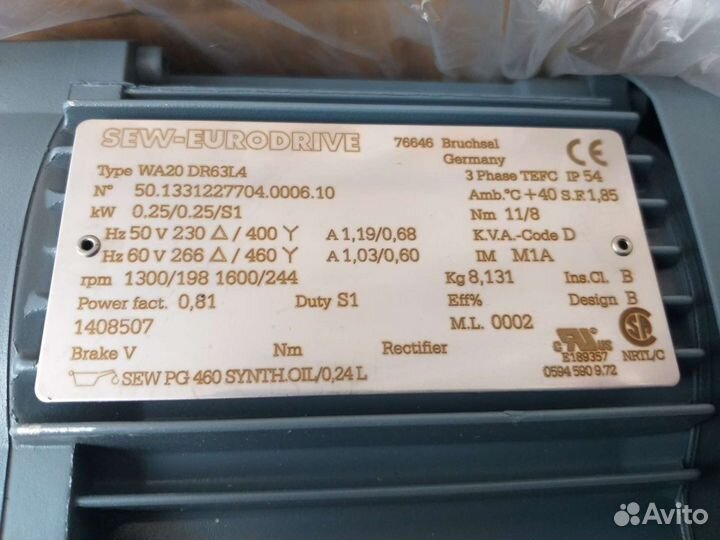 SEW-EURODRIVE 76646 Bruchsal
Germany
Type WA20 DR63L4 3 Phase TEFC IP 54
N° 50.1331227704.0006.10 Amb.°C +40 S.F.1,85
kW 0.25/0.25/S1 Nm 11/8
Hz 50 V 230 △ / 400 Y A 1,19/0,68 K.V.A.-Code D
Hz 60 V 266 △ / 460 Y A 1,03/0,60 IM M1A
rpm 1300/198 1600/244 Kg 8,131 Ins.Cl. B
Power fact. 0,81 Duty S1 Eff% Design B
1408507 M.L. 0002
Brake V Nm Rectifier
SEW PG 460 SYNTH.OIL/0,24 L
CE
C US
E189357
0594 590 9.72
SA
NRTL/C
Avito